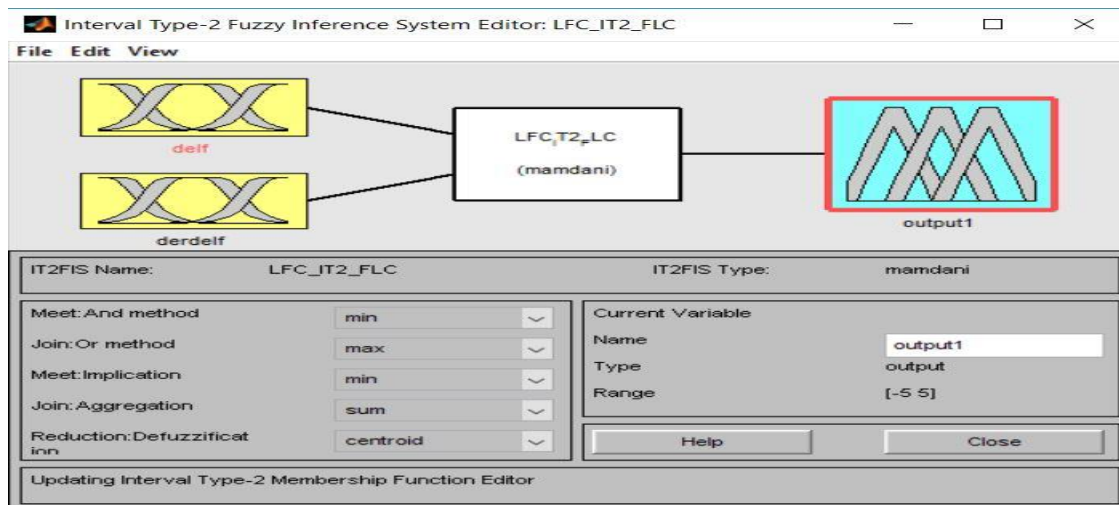 Interval Type-2 Fuzzy Inference System Editor: LFC_IT2_FLC
File Edit View
delf
LFCIT2FLC
(mamdani)
derdelf
output1
IT2FIS Name: LFC_IT2_FLC IT2FIS Type: mamdani
Meet:And method min
Join:Or method max
Meet:Implication min
Join:Aggregation sum
Reduction:Defuzzificat
ion centroid
Current Variable
Name output1
Type output
Range [-5 5]
Help Close
Updating Interval Type-2 Membership Function Editor